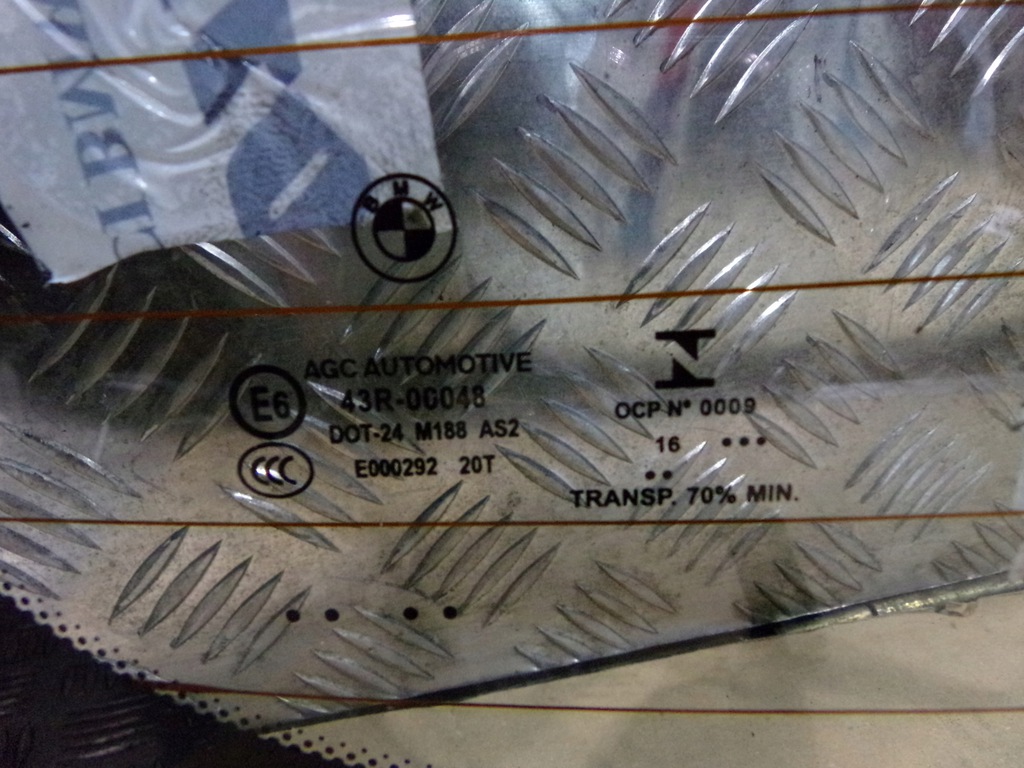 BMW
AGC AUTOMOTIVE
E6
43R-00048
DOT-24 M188 AS2
CCC
E000292 20T
OCP Nº 0009
16
TRANSP. 70% MIN.